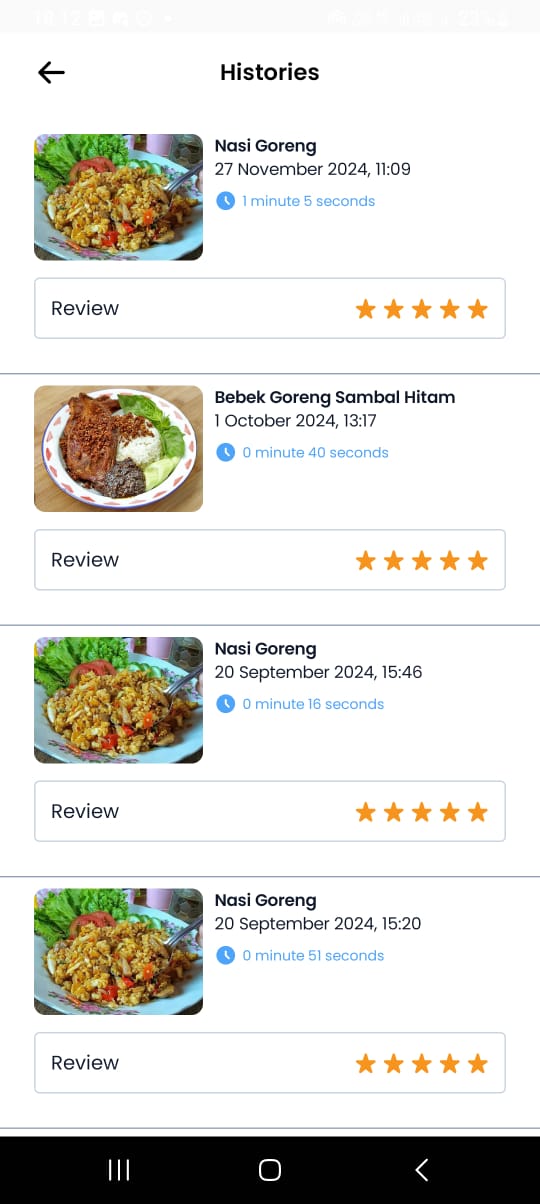 Histories
Nasi Goreng
27 November 2024, 11:09
1 minute 5 seconds
Review
Bebek Goreng Sambal Hitam
1 October 2024, 13:17
0 minute 40 seconds
Review
Nasi Goreng
20 September 2024, 15:46
0 minute 16 seconds
Review
Nasi Goreng
20 September 2024, 15:20
0 minute 51 seconds
Review